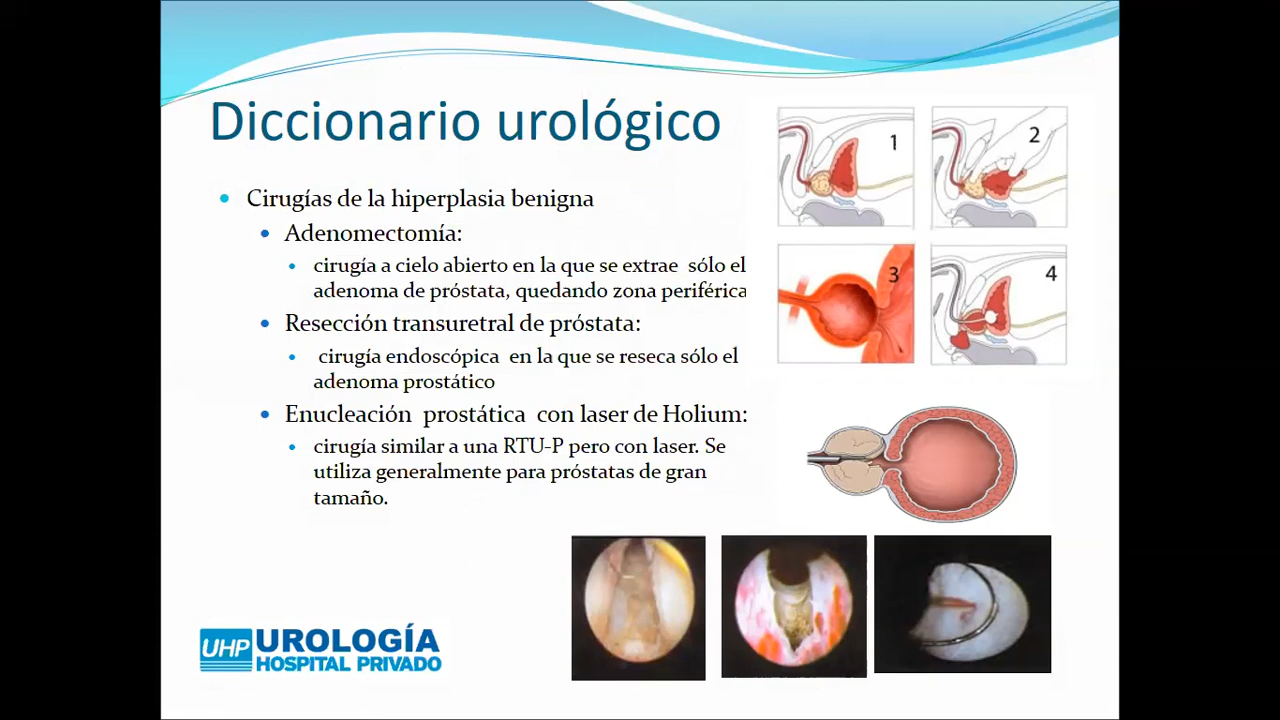 Diccionario urológico
Cirugías de la hiperplasia benigna
Adenomectomía:
cirugía a cielo abierto en la que se extrae sólo el
adenoma de próstata, quedando zona periférica
Resección transuretral de próstata:
cirugía endoscópica en la que se reseca sólo el
adenoma prostático
Enucleación prostática con laser de Holium:
cirugía similar a una RTU-P pero con laser. Se
utiliza generalmente para próstatas de gran
tamaño.
1
2
3
4
UHP UROLOGÍA
HOSPITAL PRIVADO